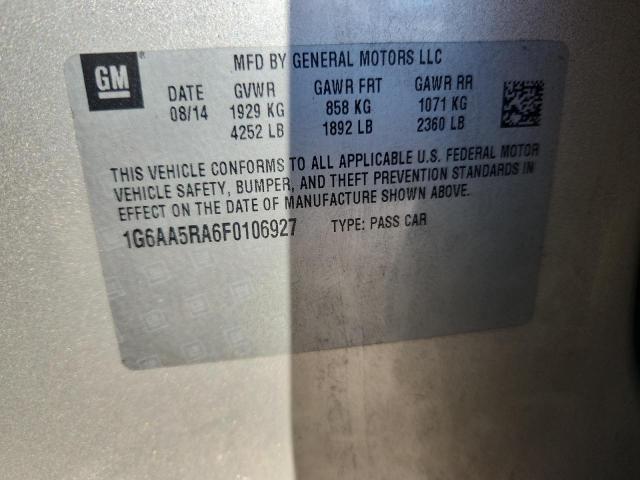 GM
MFD BY GENERAL MOTORS LLC
DATE GVWR GAWR FRT GAWR RR
08/14 1929 KG 858 KG 1071 KG
4252 LB 1892 LB 2360 LB
THIS VEHICLE CONFORMS TO ALL APPLICABLE U.S. FEDERAL MOTOR
VEHICLE SAFETY, BUMPER, AND THEFT PREVENTION STANDARDS IN
EFFECT ON THE DATE OF MANUFACTURE SHOWN ABOVE.
1G6AA5RA6F0106927 TYPE: PASS CAR